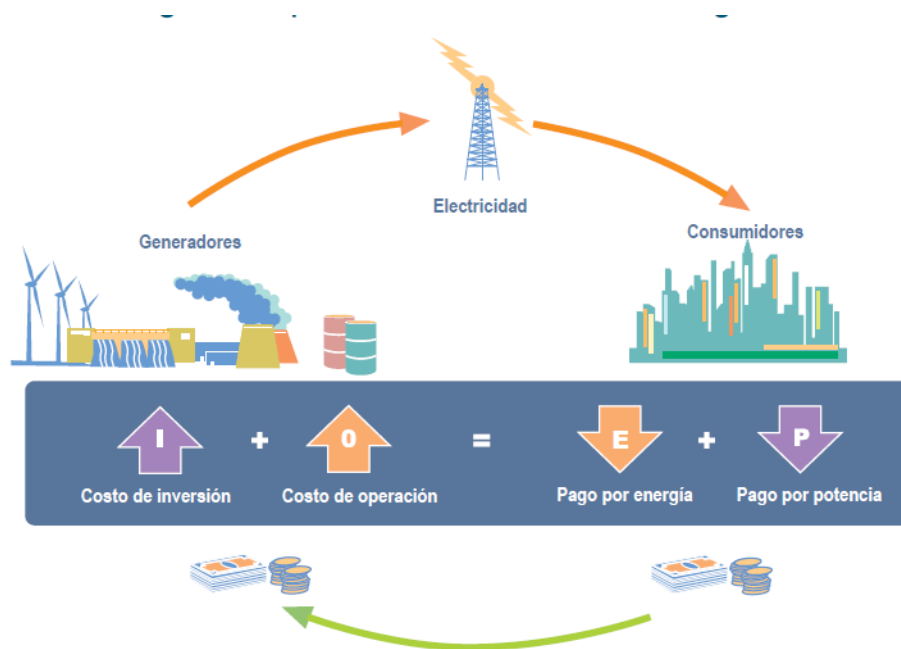 Electricidad
Generadores
Consumidores
I + O = E + P
Costo de inversión
Costo de operación
Pago por energía
Pago por potencia